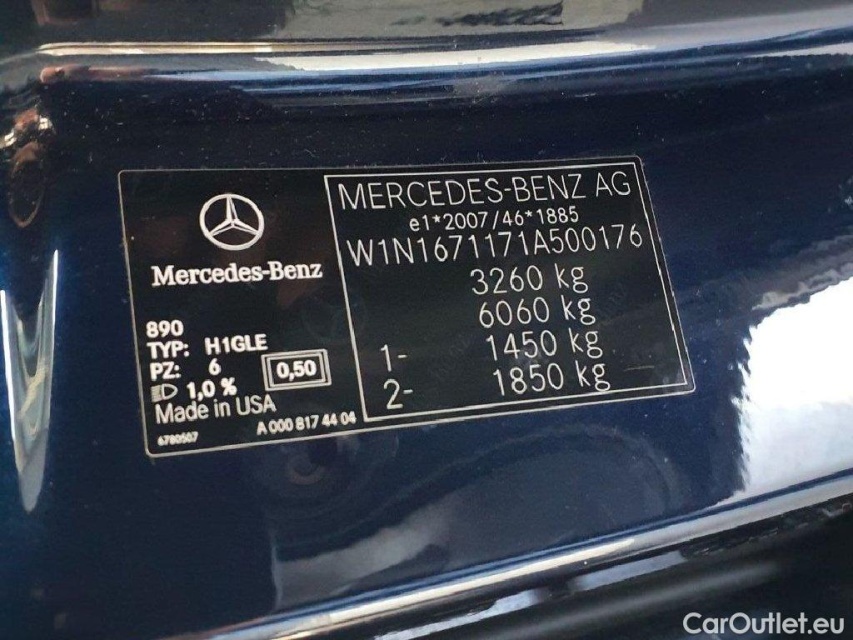 MERCEDES-BENZ AG
e1*2007/46*1885
W1N1671171A500176
3260 kg
6060 kg
1- 1450 kg
2- 1850 kg
Mercedes-Benz
890
TYP: H1GLE
PZ: 6
1,0 % 0,50
Made in USA
6780507 A 000 817 44 04
CarOutlet.eu